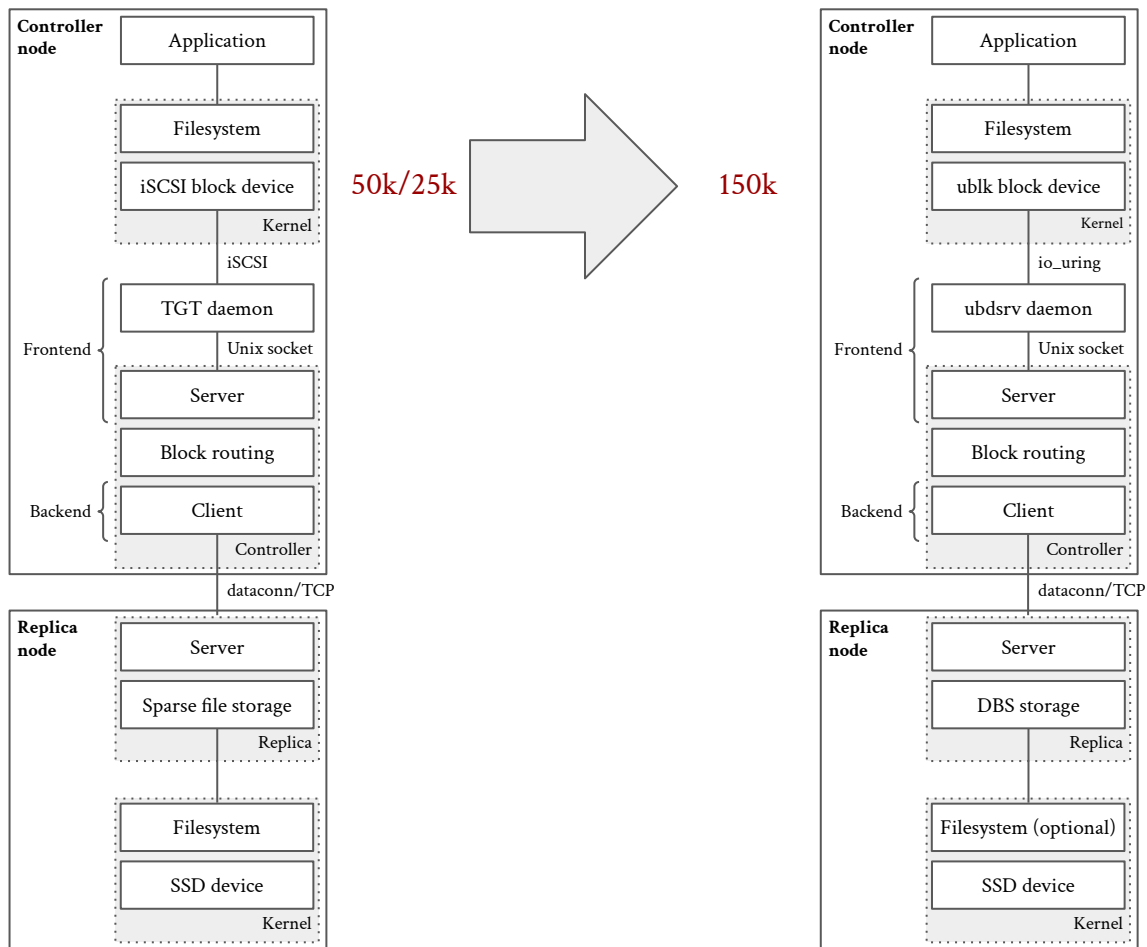 Controller
node
Application
Filesystem
iSCSI block device
Kernel
iSCSI
TGT daemon
Frontend
Unix socket
Server
Block routing
Backend
Client
Controller
dataconn/TCP
Replica
node
Server
Sparse file storage
Replica
Filesystem
SSD device
Kernel
50k/25k
150k
Controller
node
Application
Filesystem
ublk block device
Kernel
io_uring
ubdsrv daemon
Frontend
Unix socket
Server
Block routing
Backend
Client
Controller
dataconn/TCP
Replica
node
Server
DBS storage
Replica
Filesystem (optional)
SSD device
Kernel